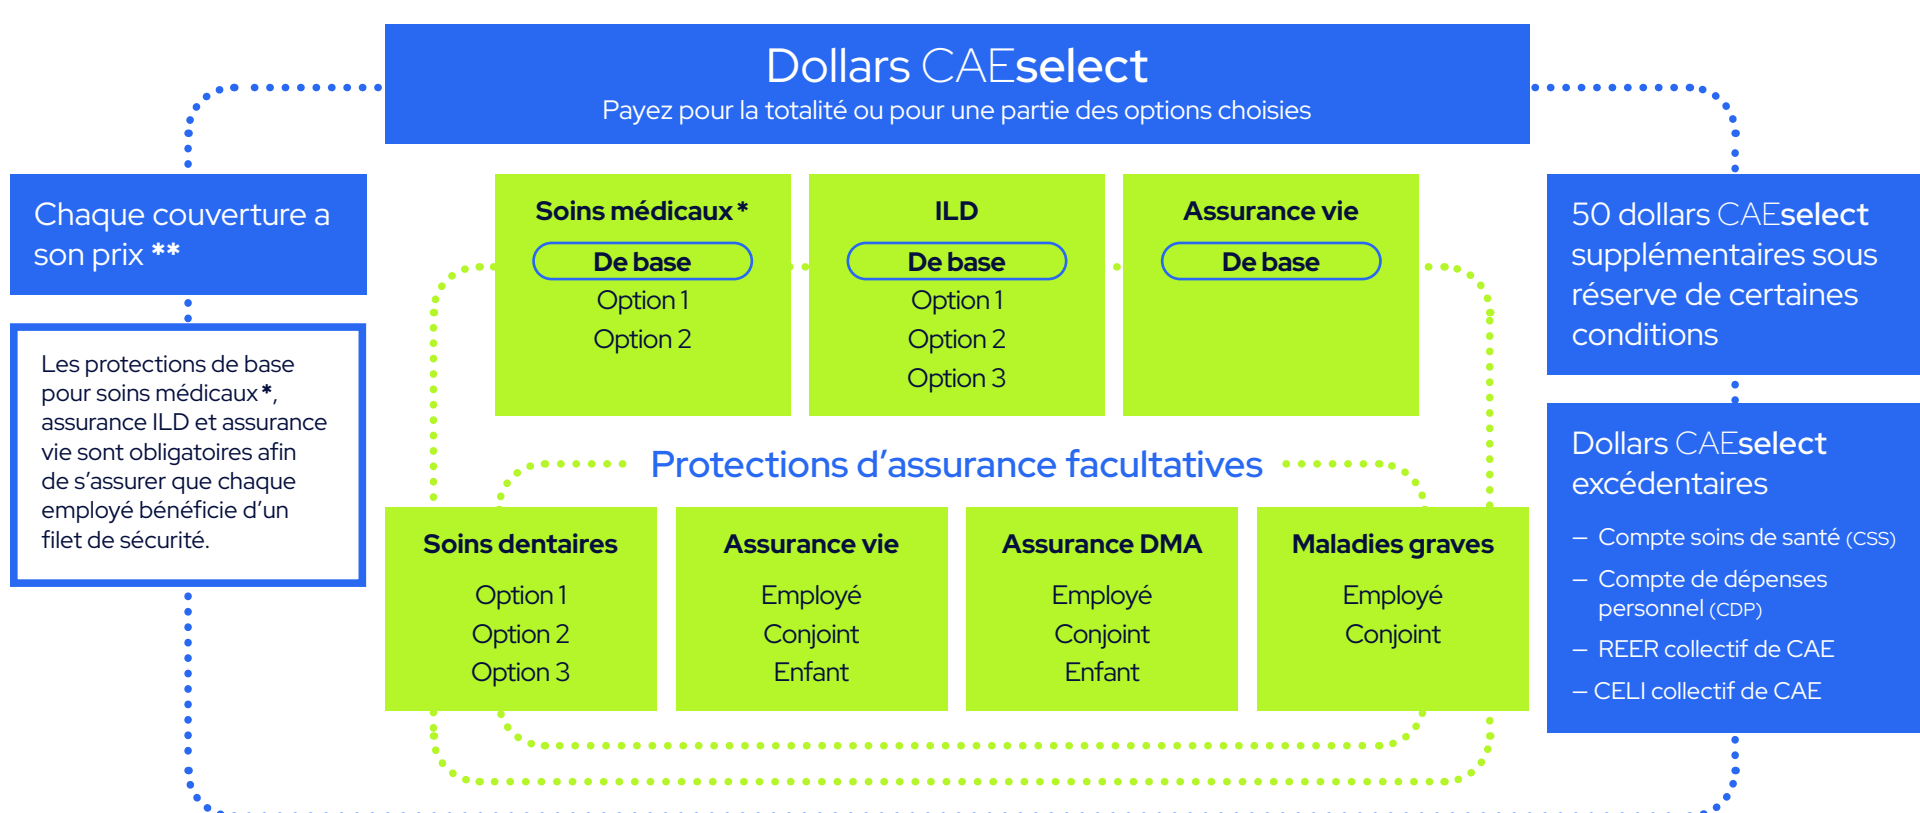 Dollars CAEselect
Payez pour la totalité ou pour une partie des options choisies
Chaque couverture a
son prix **
Les protections de base
pour soins médicaux*,
assurance ILD et assurance
vie sont obligatoires afin
de s’assurer que chaque
employé bénéficie d’un
filet de sécurité.
Soins médicaux*
De base
Option 1
Option 2
ILD
De base
Option 1
Option 2
Option 3
Assurance vie
De base
Protections d’assurance facultatives
Soins dentaires
Option 1
Option 2
Option 3
Assurance vie
Employé
Conjoint
Enfant
Assurance DMA
Employé
Conjoint
Enfant
Maladies graves
Employé
Conjoint
50 dollars CAEselect
supplémentaires sous
réserve de certaines
conditions
Dollars CAEselect
excédentaires
– Compte soins de santé (CSS)
– Compte de dépenses
personnel (CDP)
– REER collectif de CAE
– CELI collectif de CAE